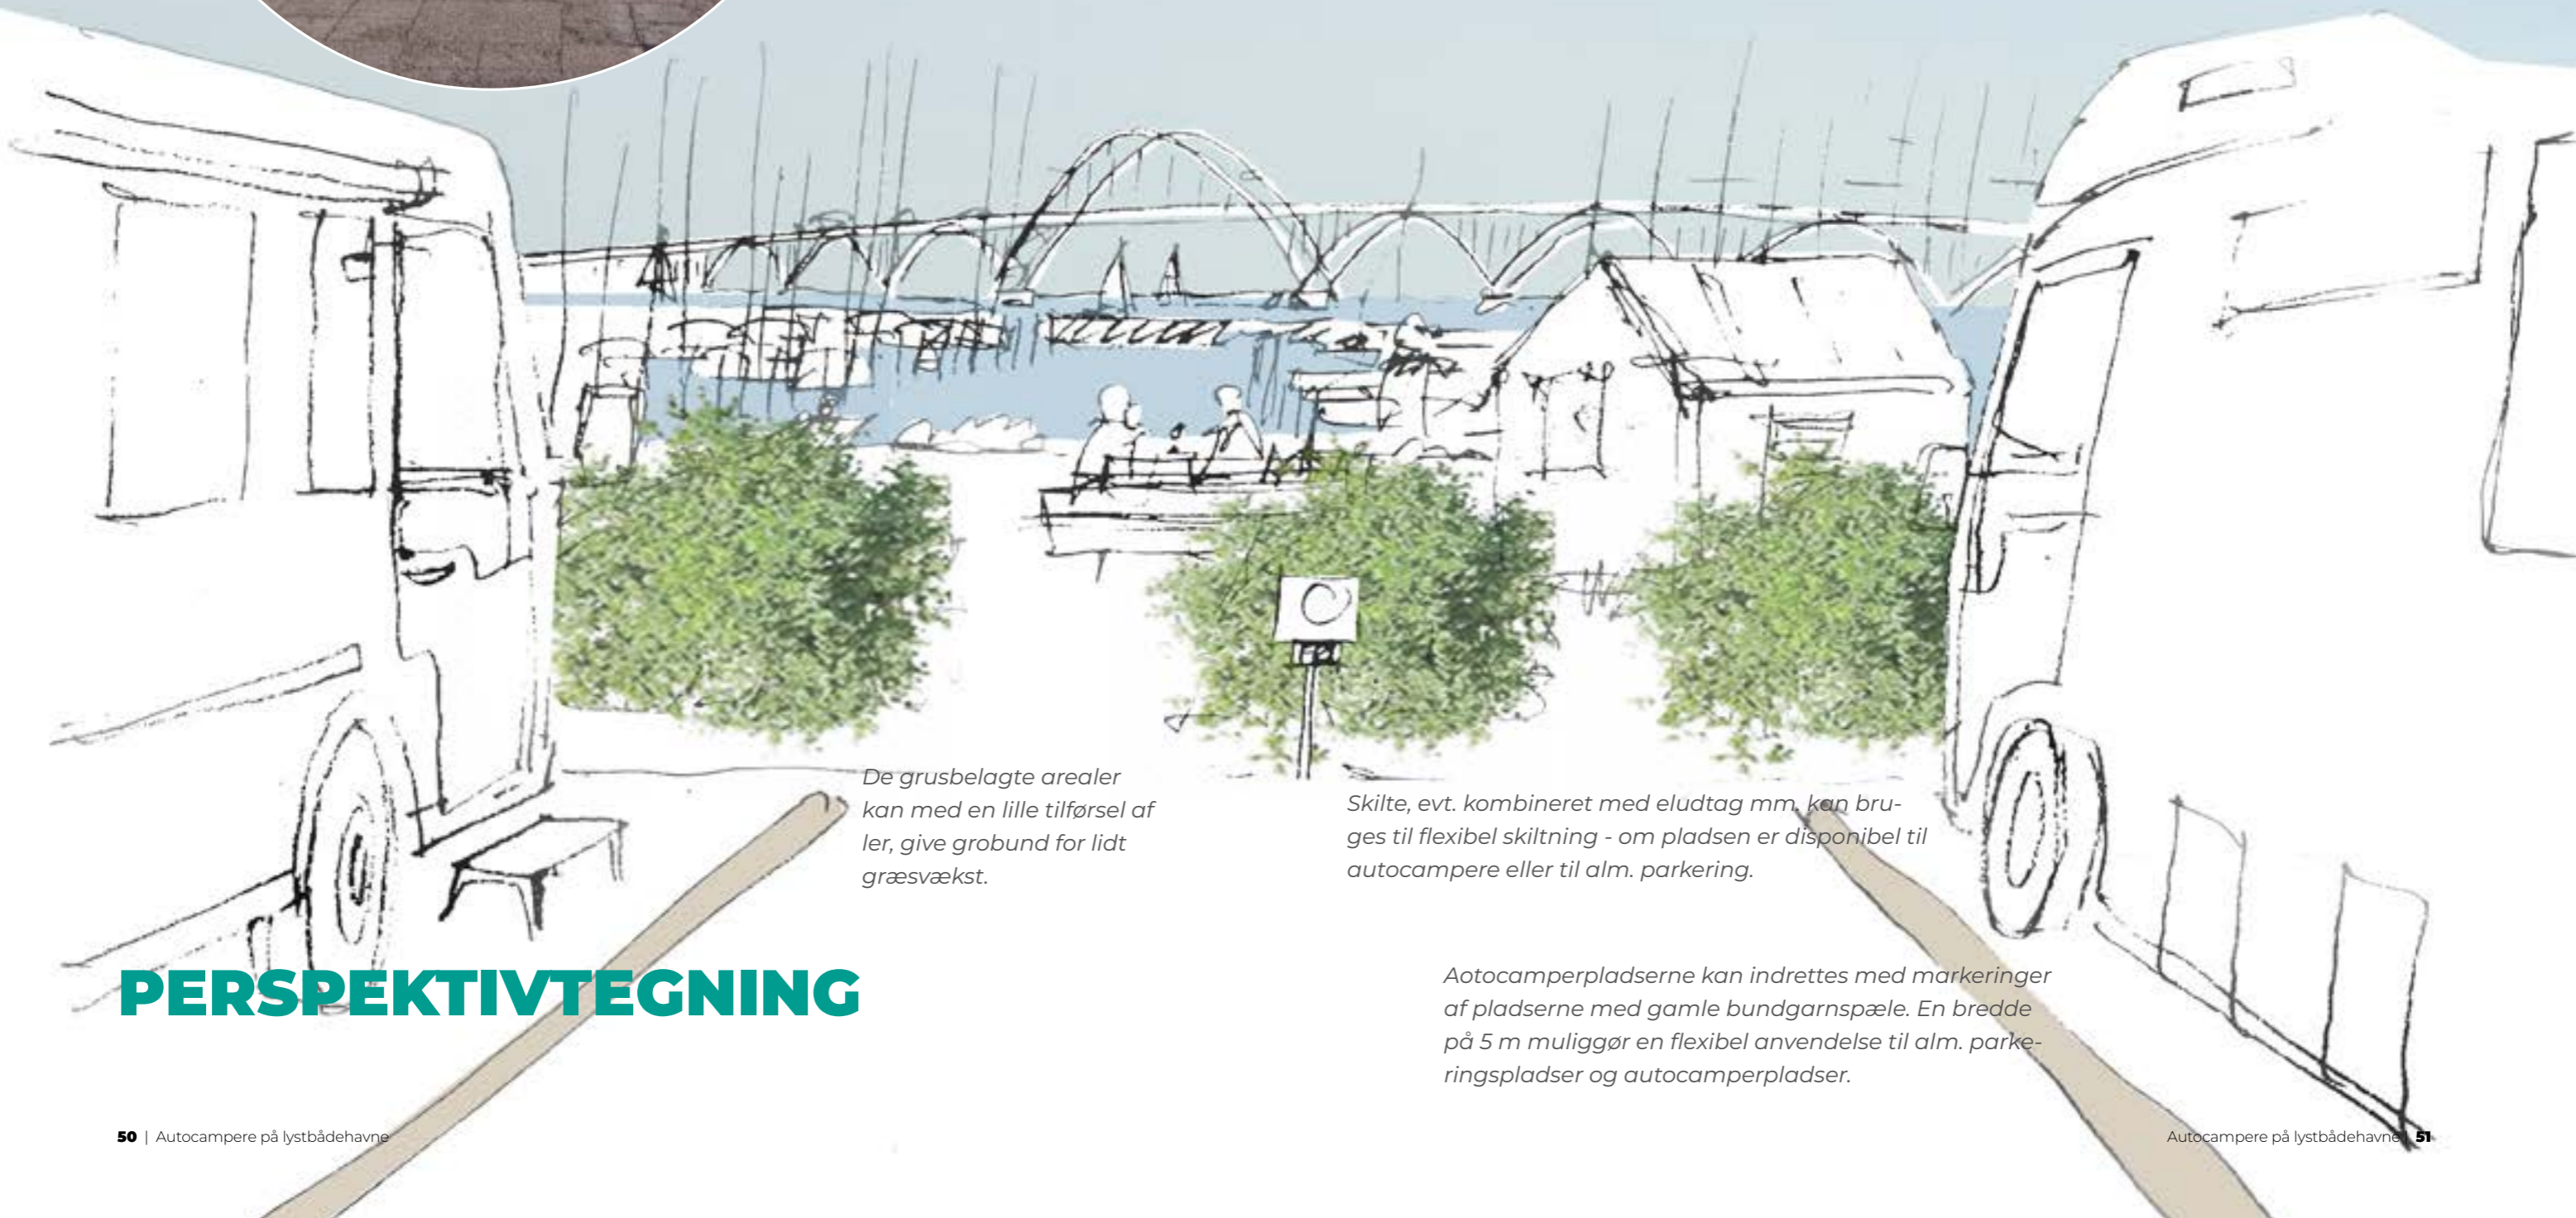 De grusbelagte arealer
kan med en lille tilførsel af
ler, give grobund for lidt
græsvækst.
Skilte, evt. kombineret med eludtag mm, kan bru-
ges til flexibel skiltning - om pladsen er disponibel til
autocampere eller til alm. parkering.
PERSPEKTIVTEGNING
Aotocamperpladserne kan indrettes med markeringer
af pladserne med gamle bundgarnspæle. En bredde
på 5 m muliggør en flexibel anvendelse til alm. parke-
ringspladser og autocamperpladser.
50 | Autocampere på lystbådehavne
Autocampere på lystbådehavne | 51